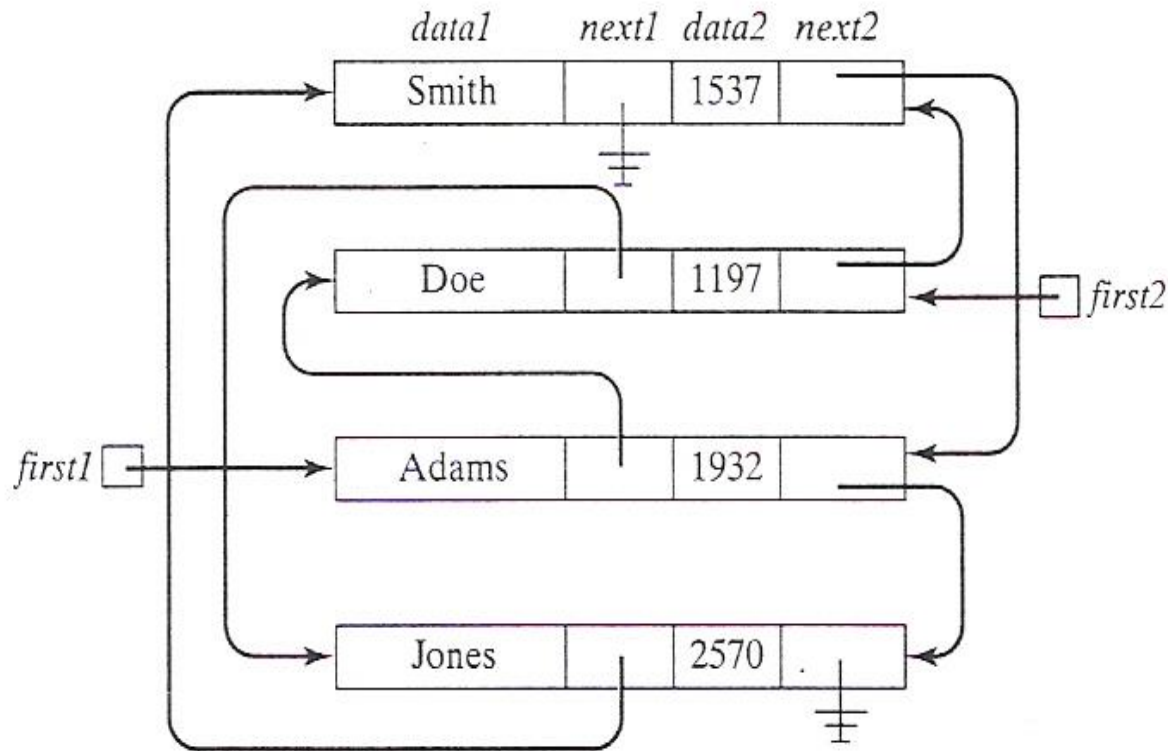 data1 next1 data2 next2
Smith 1537
Doe 1197
first2
Adams 1932
first1
Jones 2570